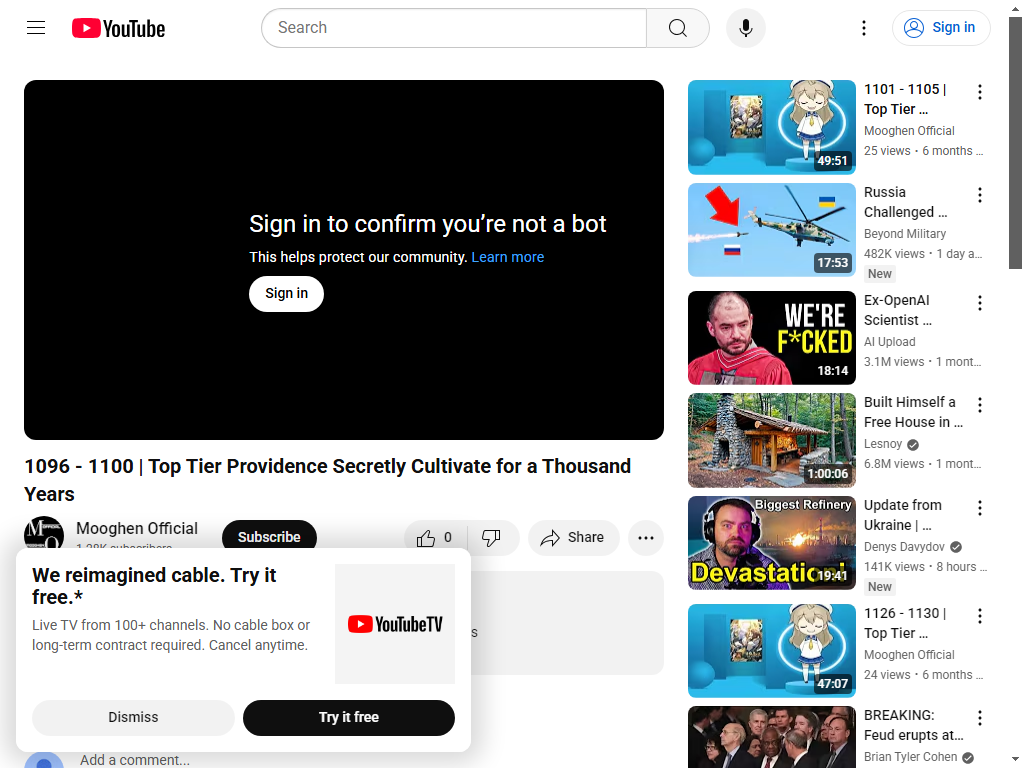 YouTube
Search
Sign in
Sign in to confirm you’re not a bot
This helps protect our community. Learn more
Sign in
1096 - 1100 | Top Tier Providence Secretly Cultivate for a Thousand
Years
Mooghen Official
Subscribe
0
Share
We reimagined cable. Try it
free.*
Live TV from 100+ channels. No cable box or
long-term contract required. Cancel anytime.
YouTubeTV
Dismiss
Try it free
Add a comment...
49:51
1101 - 1105 |
Top Tier ...
Mooghen Official
25 views • 6 months ...
17:53
Russia
Challenged ...
Beyond Military
482K views • 1 day a...
New
WE'RE
F*CKED
18:14
Ex-OpenAI
Scientist ...
AI Upload
3.1M views • 1 mont...
1:00:06
Built Himself a
Free House in ...
Lesnoy
6.8M views • 1 mont...
Biggest Refinery
Devastation!
19:41
Update from
Ukraine | ...
Denys Davydov
141K views • 8 hours ...
New
47:07
1126 - 1130 |
Top Tier ...
Mooghen Official
24 views • 6 months ...
BREAKING:
Feud erupts at...
Brian Tyler Cohen